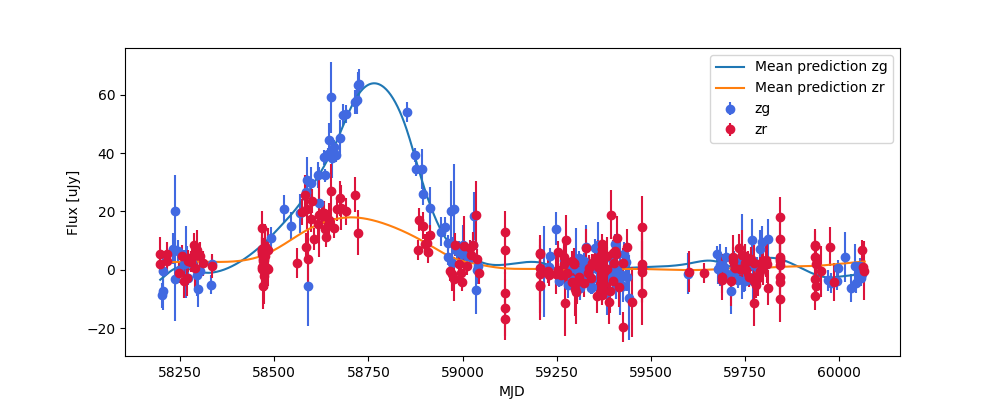 Mean prediction zg
Mean prediction zr
zg
zr
Flux [uJy]
60
40
20
0
−20
58250 58500 58750 59000 59250 59500 59750 60000
MJD